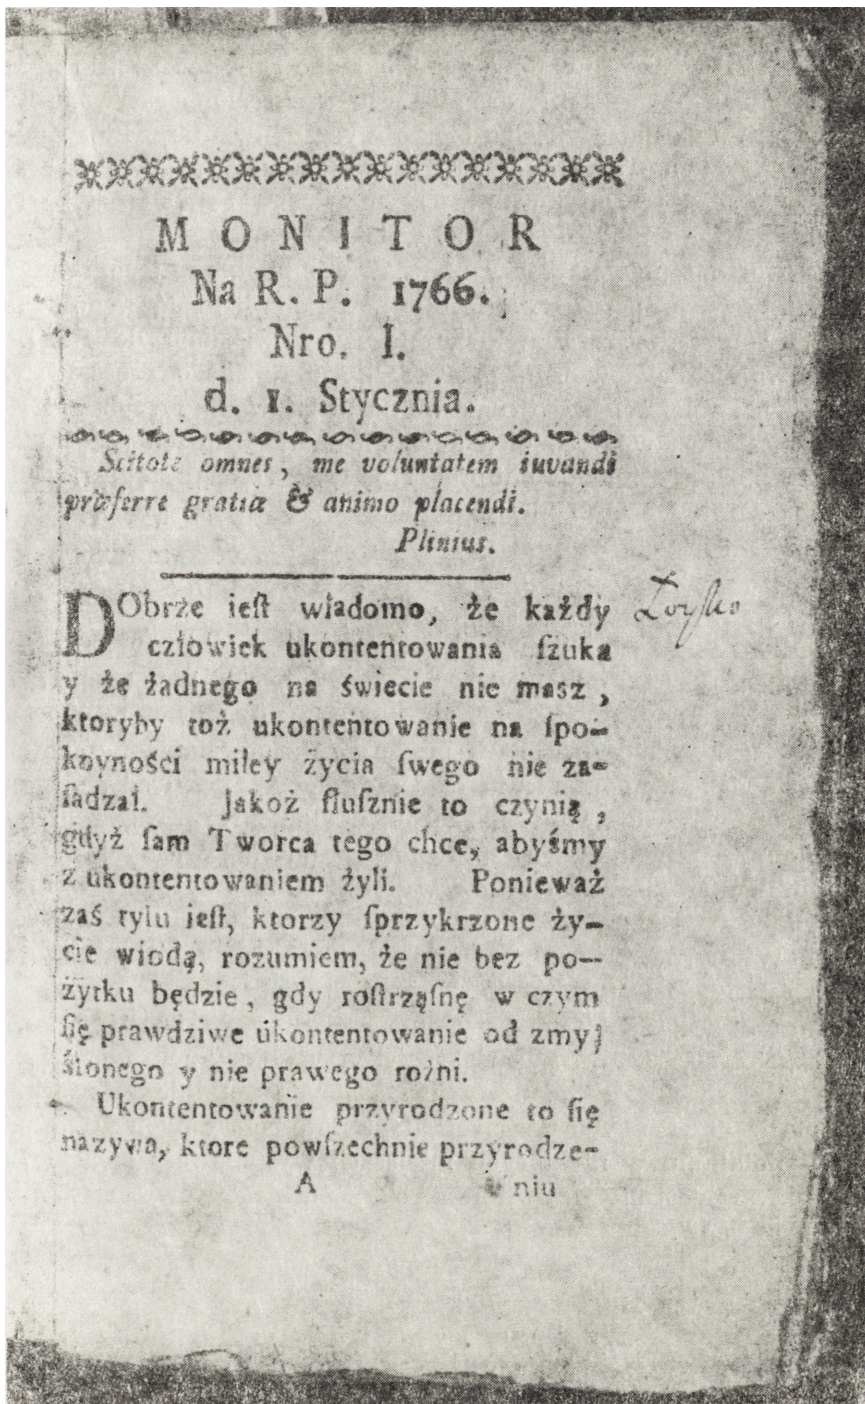 MONITOR
Na R. P. 1766.
Nro. I.
d. 1. Stycznia.
Scitote omnes, me voluntatem iuvandi
præferre gratiæ & animo placendi.
Plinius.
DObrze ieſt wiadomo, że każdy
człowiek ukontentowania ſzuka
y że żadnego na świecie nie masz,
ktoryby toż ukontentowanie na ſpo-
koyności miłey życia ſwego nie za-
ſadzał. Jakoż ſłuſznie to czynią,
gdyż ſam Tworca tego chce, abyśmy
z ukontentowaniem żyli. Ponieważ
zaś tylu ieſt, ktorzy ſprzykrzone ży-
cie wiodą, rozumiem, że nie bez po-
żytku będzie, gdy roſtrząſnę w czym
ſię prawdziwe ukontentowanie od zmy-
ślonego y nie prawego rożni.
Ukontentowanie przyrodzone to ſię
nazywa, ktore powſzechnie przyrodze-
A niu